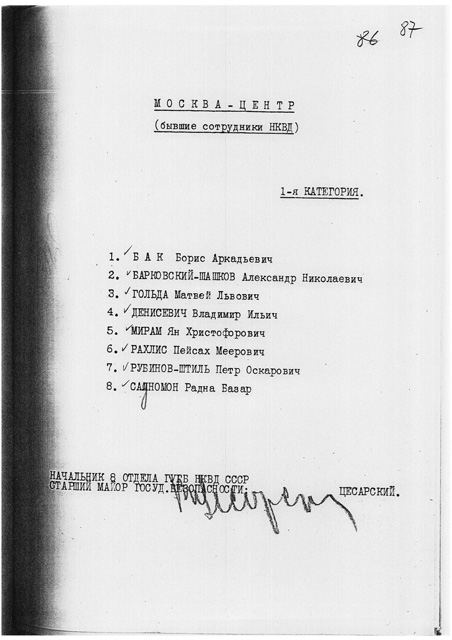 86 87
МОСКВА-ЦЕНТР
(бывшие сотрудники НКВД)
1-я КАТЕГОРИЯ.
1. БАК Борис Аркадьевич
2. БАРКОВСКИЙ-ШАШКОВ Александр Николаевич
3. ГОЛЬДА Матвей Львович
4. ДЕНИСЕВИЧ Владимир Ильич
5. МИРАМ Ян Христофорович
6. РАХЛИС Пейсах Меерович
7. РУБИНОВ-ШТИЛЬ Петр Оскарович
8. Радна Базар
НАЧАЛЬНИК 8 ОТДЕЛА ГУГБ НКВД СССР
СТАРШИЙ МАЙОР ГОСУД.БЕЗОПАСНОСТИ: ЦЕСАРСКИЙ.